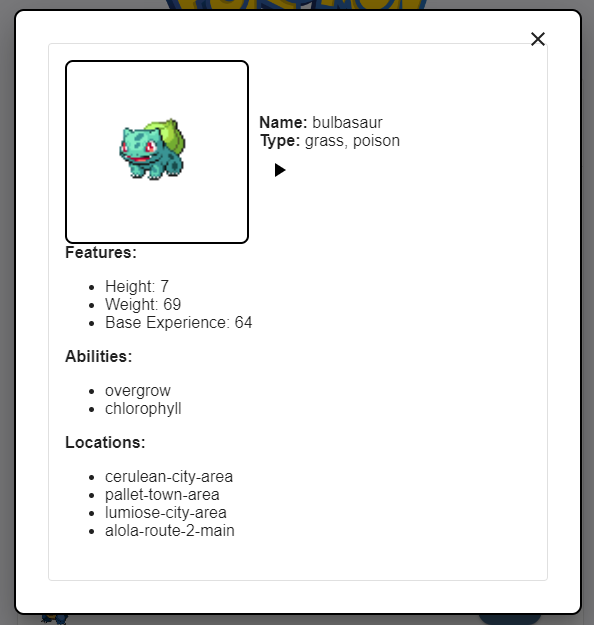 Name: bulbasaur
Type: grass, poison
Features:
Height: 7
Weight: 69
Base Experience: 64
Abilities:
overgrow
chlorophyll
Locations:
cerulean-city-area
pallet-town-area
lumiose-city-area
alola-route-2-main